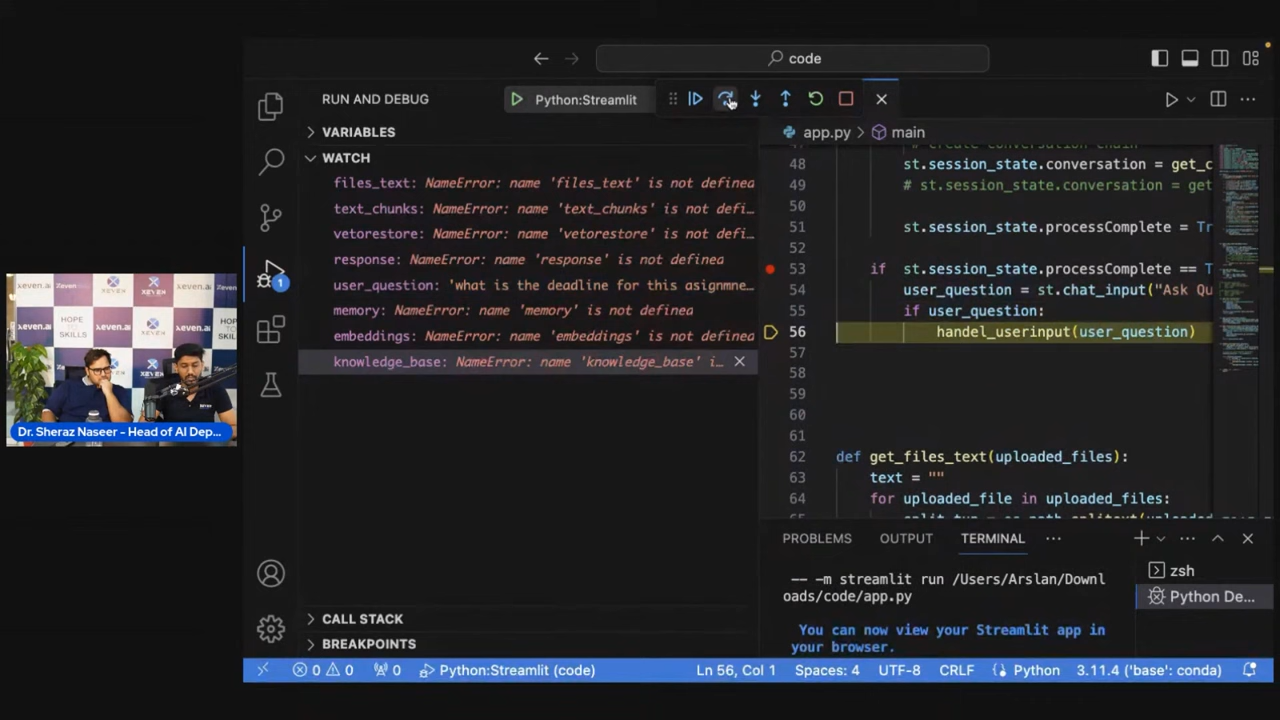 code
RUN AND DEBUG
Python:Streamlit
VARIABLES
WATCH
files_text: NameError: name 'files_text' is not defined
text_chunks: NameError: name 'text_chunks' is not defi…
vetorestore: NameError: name 'vetorestore' is not defi…
response: NameError: name 'response' is not defined
user_question: 'what is the deadline for this asignmne…
memory: NameError: name 'memory' is not defined
embeddings: NameError: name 'embeddings' is not define…
knowledge_base: NameError: name 'knowledge_base' i…
CALL STACK
BREAKPOINTS
1
app.py > main
48 st.session_state.conversation = get_c
49 # st.session_state.conversation = get
50
51 st.session_state.processComplete = Tr
52
53 if st.session_state.processComplete == T
54 user_question = st.chat_input("Ask Qu
55 if user_question:
56 handel_userinput(user_question)
57
58
59
60
61
62 def get_files_text(uploaded_files):
63 text = ""
64 for uploaded_file in uploaded_files:
PROBLEMS OUTPUT TERMINAL
-- -m streamlit run /Users/Arslan/Downl
oads/code/app.py
You can now view your Streamlit app in
your browser.
zsh
Python De...
0 0 0 Python:Streamlit (code) Ln 56, Col 1 Spaces: 4 UTF-8 CRLF Python 3.11.4 ('base': conda)
xeven.ai
XEVEN
HOPE TO SKILLS
Dr. Sheraz Naseer - Head of AI Dep...